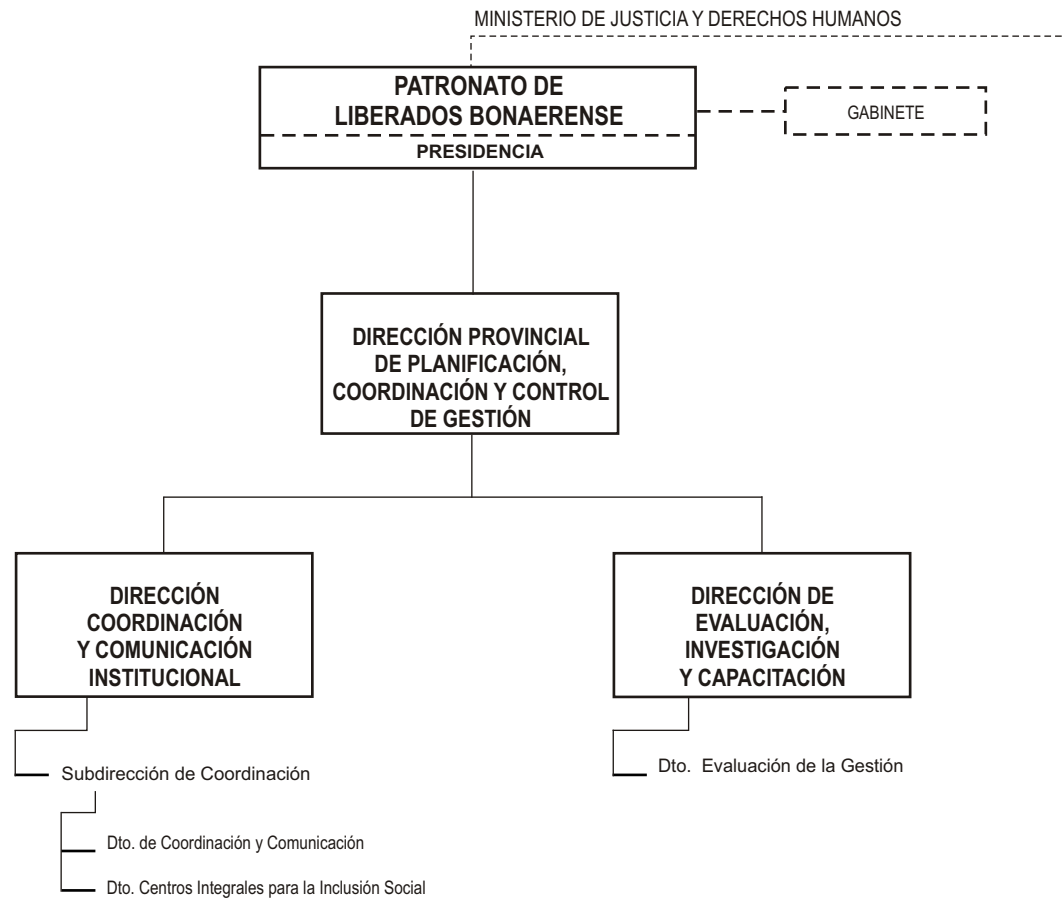 MINISTERIO DE JUSTICIA Y DERECHOS HUMANOS
PATRONATO DE
LIBERADOS BONAERENSE
PRESIDENCIA
GABINETE
DIRECCIÓN PROVINCIAL
DE PLANIFICACIÓN,
COORDINACIÓN Y CONTROL
DE GESTIÓN
DIRECCIÓN
COORDINACIÓN
Y COMUNICACIÓN
INSTITUCIONAL
Subdirección de Coordinación
Dto. de Coordinación y Comunicación
Dto. Centros Integrales para la Inclusión Social
DIRECCIÓN DE
EVALUACIÓN,
INVESTIGACIÓN
Y CAPACITACIÓN
Dto. Evaluación de la Gestión